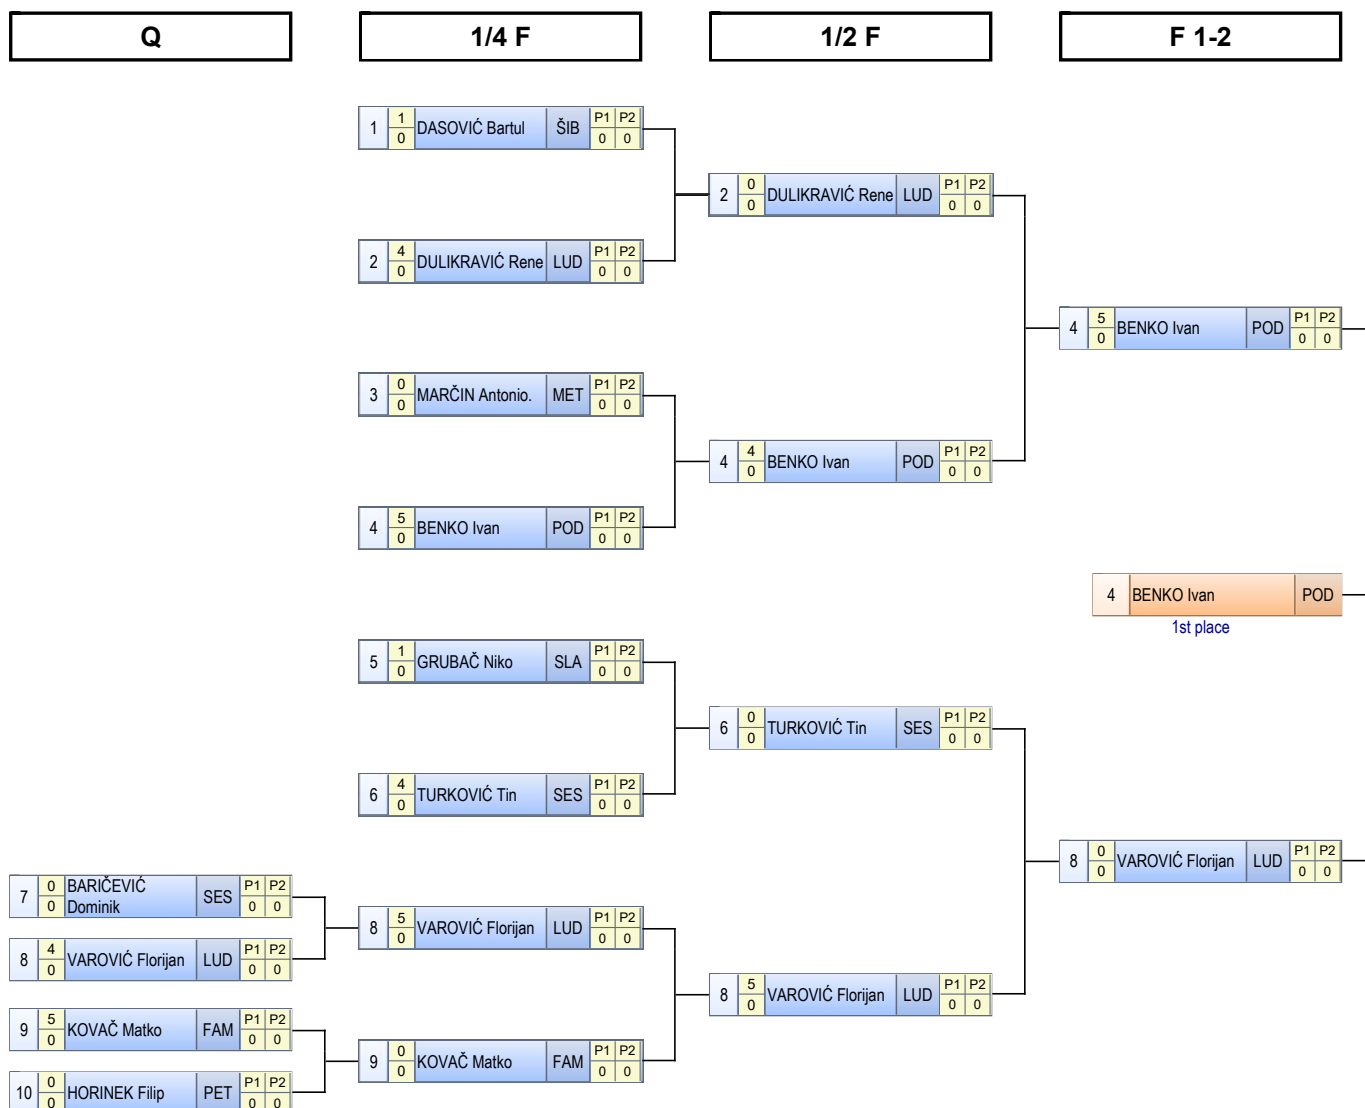 Q 1/4 F 1/2 F F 1-2
1 1 0 DASOVIĆ Bartul ŠIB P1 P2 0 0
2 0 0 DULIKRAVIĆ Rene LUD P1 P2 0 0
2 4 0 DULIKRAVIĆ Rene LUD P1 P2 0 0
4 5 0 BENKO Ivan POD P1 P2 0 0
3 0 0 MARČIN Antonio. MET P1 P2 0 0
4 4 0 BENKO Ivan POD P1 P2 0 0
4 5 0 BENKO Ivan POD P1 P2 0 0
4 BENKO Ivan POD
1st place
5 1 0 GRUBAČ Niko SLA P1 P2 0 0
6 0 0 TURKOVIĆ Tin SES P1 P2 0 0
6 4 0 TURKOVIĆ Tin SES P1 P2 0 0
8 0 0 VAROVIĆ Florijan LUD P1 P2 0 0
7 0 0 BARIČEVIĆ Dominik SES P1 P2 0 0
8 5 0 VAROVIĆ Florijan LUD P1 P2 0 0
8 4 0 VAROVIĆ Florijan LUD P1 P2 0 0
8 5 0 VAROVIĆ Florijan LUD P1 P2 0 0
9 5 0 KOVAČ Matko FAM P1 P2 0 0
9 0 0 KOVAČ Matko FAM P1 P2 0 0
10 0 0 HORINEK Filip PET P1 P2 0 0